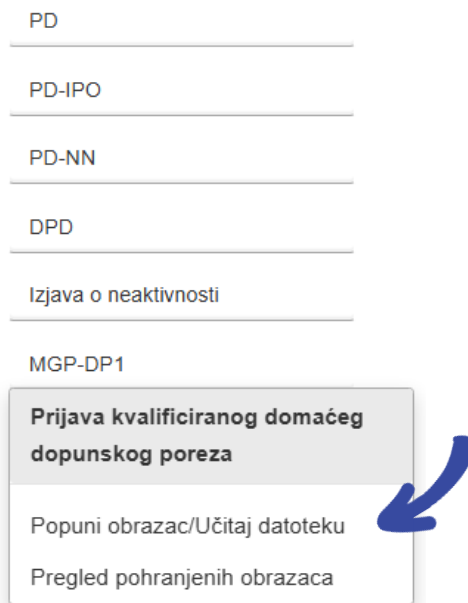 PD
PD-IPO
PD-NN
DPD
Izjava o neaktivnosti
MGP-DP1
Prijava kvalificiranog domaćeg
dopunskog poreza
Popuni obrazac/Učitaj datoteku
Pregled pohranjenih obrazaca